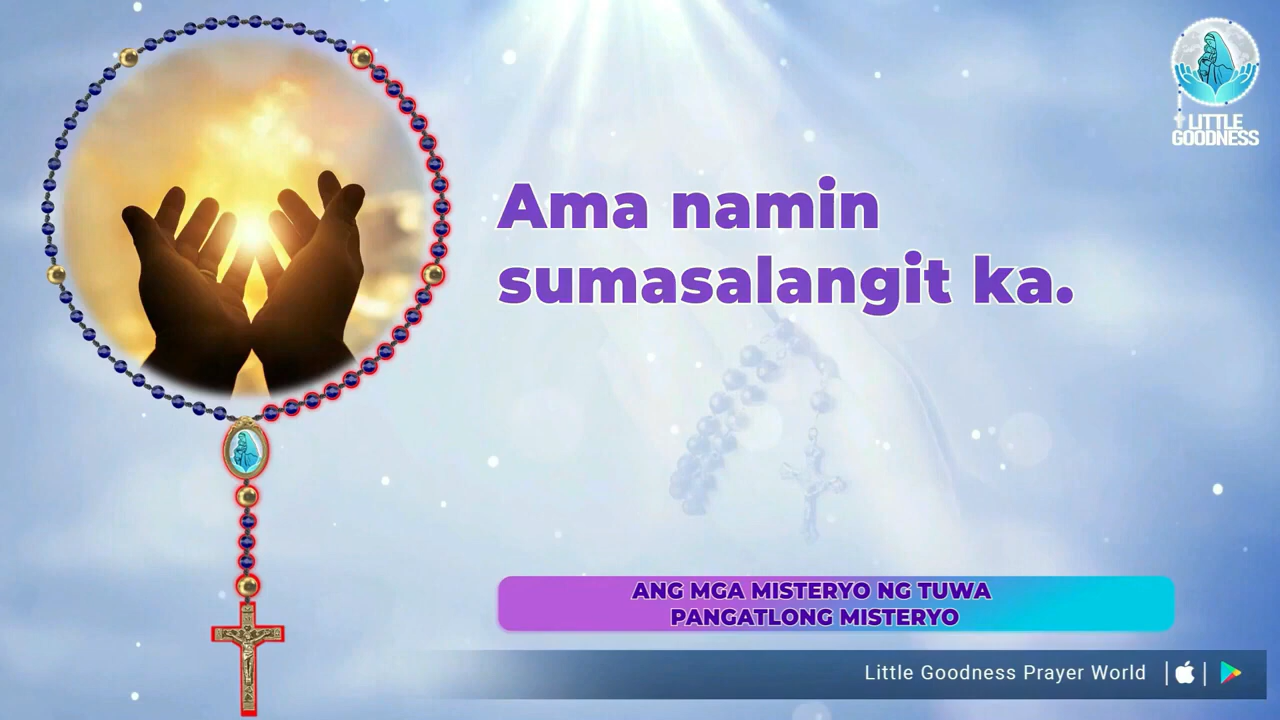 LITTLE
GOODNESS
Ama namin
sumasalangit ka.
ANG MGA MISTERYO NG TUWA
PANGATLONG MISTERYO
Little Goodness Prayer World